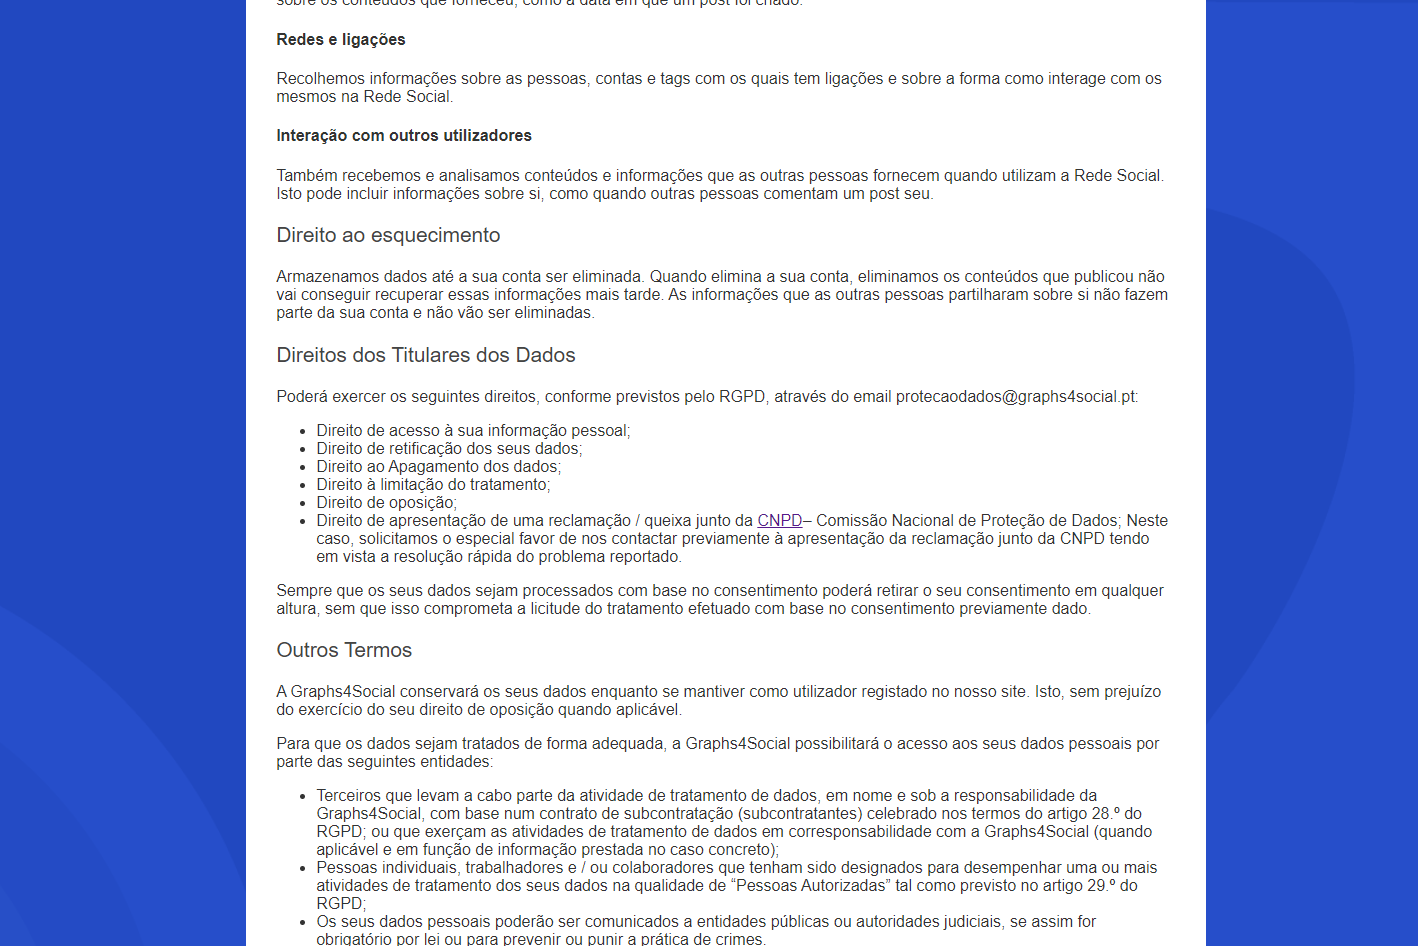 sobre os conteúdos que forneceu, como a data em que um post foi criado.
Redes e ligações
Recolhemos informações sobre as pessoas, contas e tags com os quais tem ligações e sobre a forma como interage com os
mesmos na Rede Social.
Interação com outros utilizadores
Também recebemos e analisamos conteúdos e informações que as outras pessoas fornecem quando utilizam a Rede Social.
Isto pode incluir informações sobre si, como quando outras pessoas comentam um post seu.
Direito ao esquecimento
Armazenamos dados até a sua conta ser eliminada. Quando elimina a sua conta, eliminamos os conteúdos que publicou não
vai conseguir recuperar essas informações mais tarde. As informações que as outras pessoas partilharam sobre si não fazem
parte da sua conta e não vão ser eliminadas.
Direitos dos Titulares dos Dados
Poderá exercer os seguintes direitos, conforme previstos pelo RGPD, através do email protecaodados@graphs4social.pt:
• Direito de acesso à sua informação pessoal;
• Direito de retificação dos seus dados;
• Direito ao Apagamento dos dados;
• Direito à limitação do tratamento;
• Direito de oposição;
• Direito de apresentação de uma reclamação / queixa junto da CNPD– Comissão Nacional de Proteção de Dados; Neste
caso, solicitamos o especial favor de nos contactar previamente à apresentação da reclamação junto da CNPD tendo
em vista a resolução rápida do problema reportado.
Sempre que os seus dados sejam processados com base no consentimento poderá retirar o seu consentimento em qualquer
altura, sem que isso comprometa a licitude do tratamento efetuado com base no consentimento previamente dado.
Outros Termos
A Graphs4Social conservará os seus dados enquanto se mantiver como utilizador registado no nosso site. Isto, sem prejuízo
do exercício do seu direito de oposição quando aplicável.
Para que os dados sejam tratados de forma adequada, a Graphs4Social possibilitará o acesso aos seus dados pessoais por
parte das seguintes entidades:
• Terceiros que levam a cabo parte da atividade de tratamento de dados, em nome e sob a responsabilidade da
Graphs4Social, com base num contrato de subcontratação (subcontratantes) celebrado nos termos do artigo 28.º do
RGPD; ou que exerçam as atividades de tratamento de dados em corresponsabilidade com a Graphs4Social (quando
aplicável e em função de informação prestada no caso concreto);
• Pessoas individuais, trabalhadores e / ou colaboradores que tenham sido designados para desempenhar uma ou mais
atividades de tratamento dos seus dados na qualidade de “Pessoas Autorizadas” tal como previsto no artigo 29.º do
RGPD;
• Os seus dados pessoais poderão ser comunicados a entidades públicas ou autoridades judiciais, se assim for
obrigatório por lei ou para prevenir ou punir a prática de crimes.